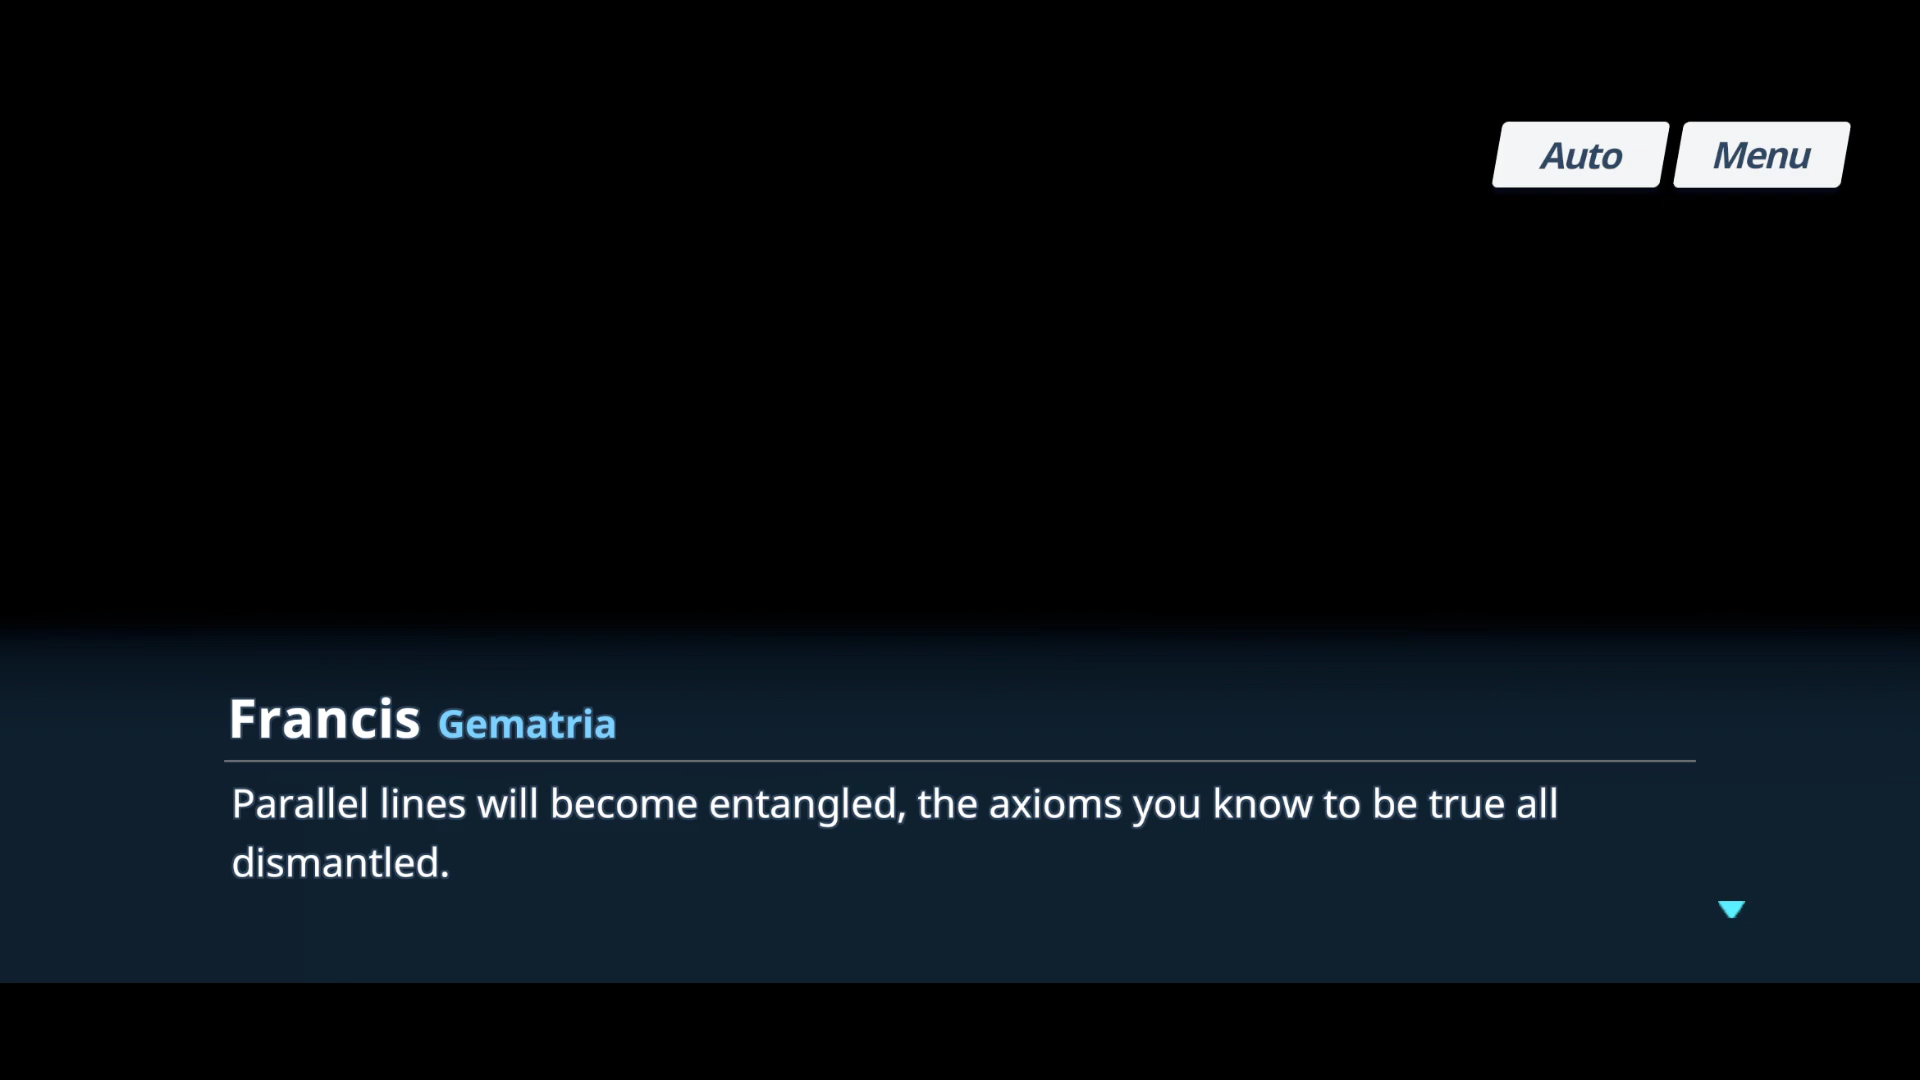 Auto Menu
Francis Gematria
Parallel lines will become entangled, the axioms you know to be true all
dismantled.